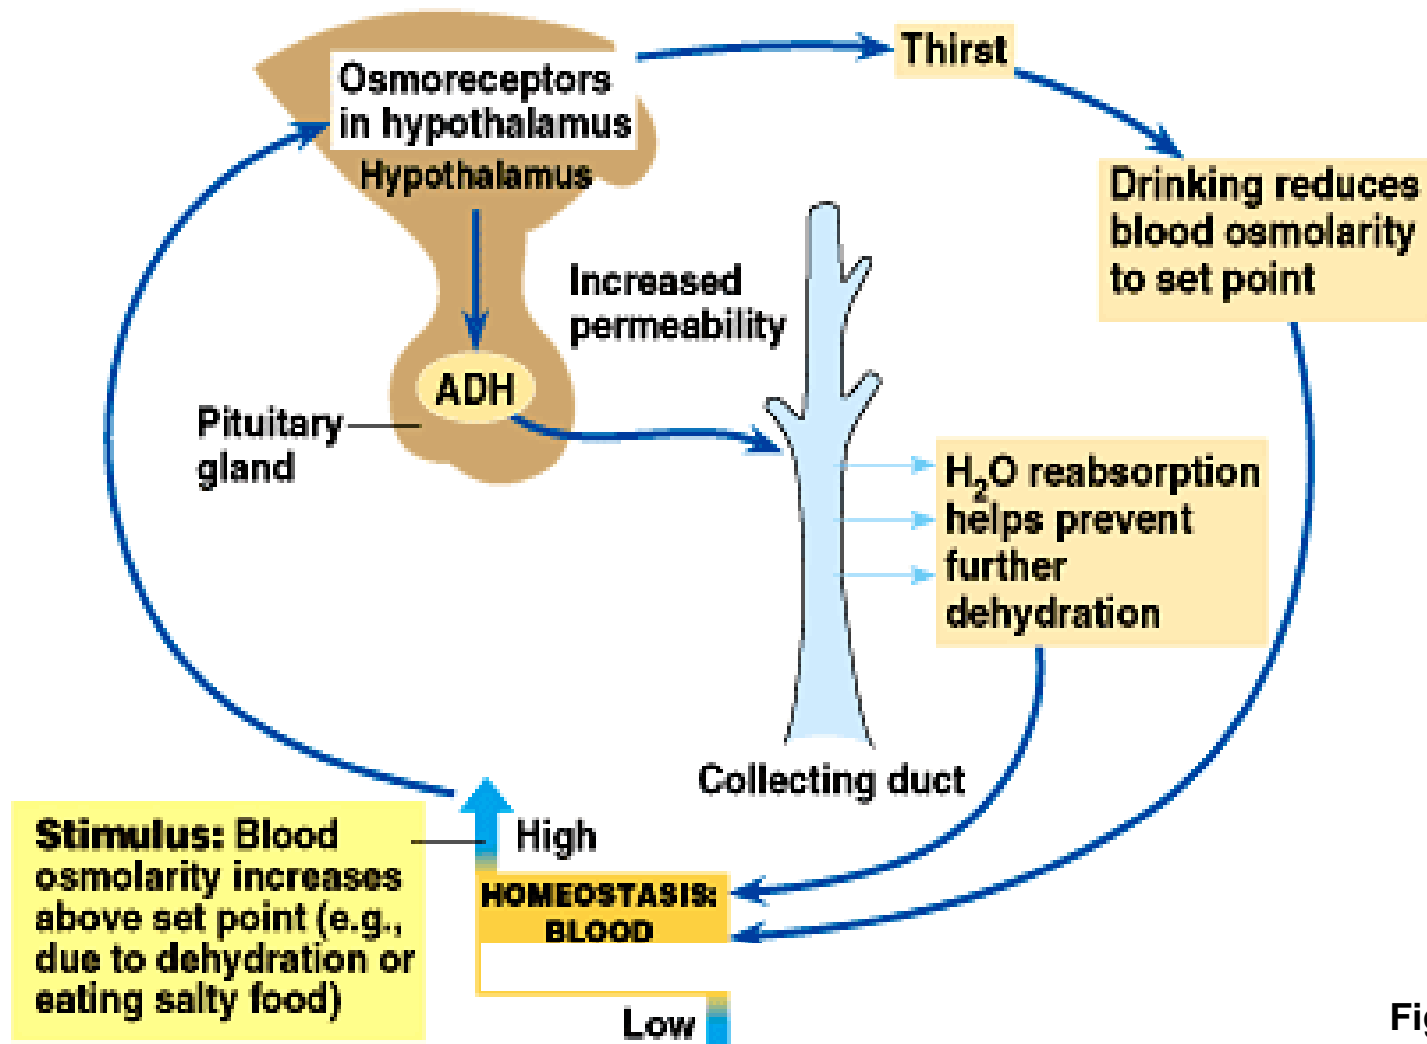 Osmoreceptors
in hypothalamus
Hypothalamus
Thirst
Drinking reduces
blood osmolarity
to set point
Increased
permeability
ADH
Pituitary
gland
H₂O reabsorption
helps prevent
further
dehydration
Collecting duct
Stimulus: Blood
osmolarity increases
above set point (e.g.,
due to dehydration or
eating salty food)
High
HOMEOSTASIS:
BLOOD
Low
Fig